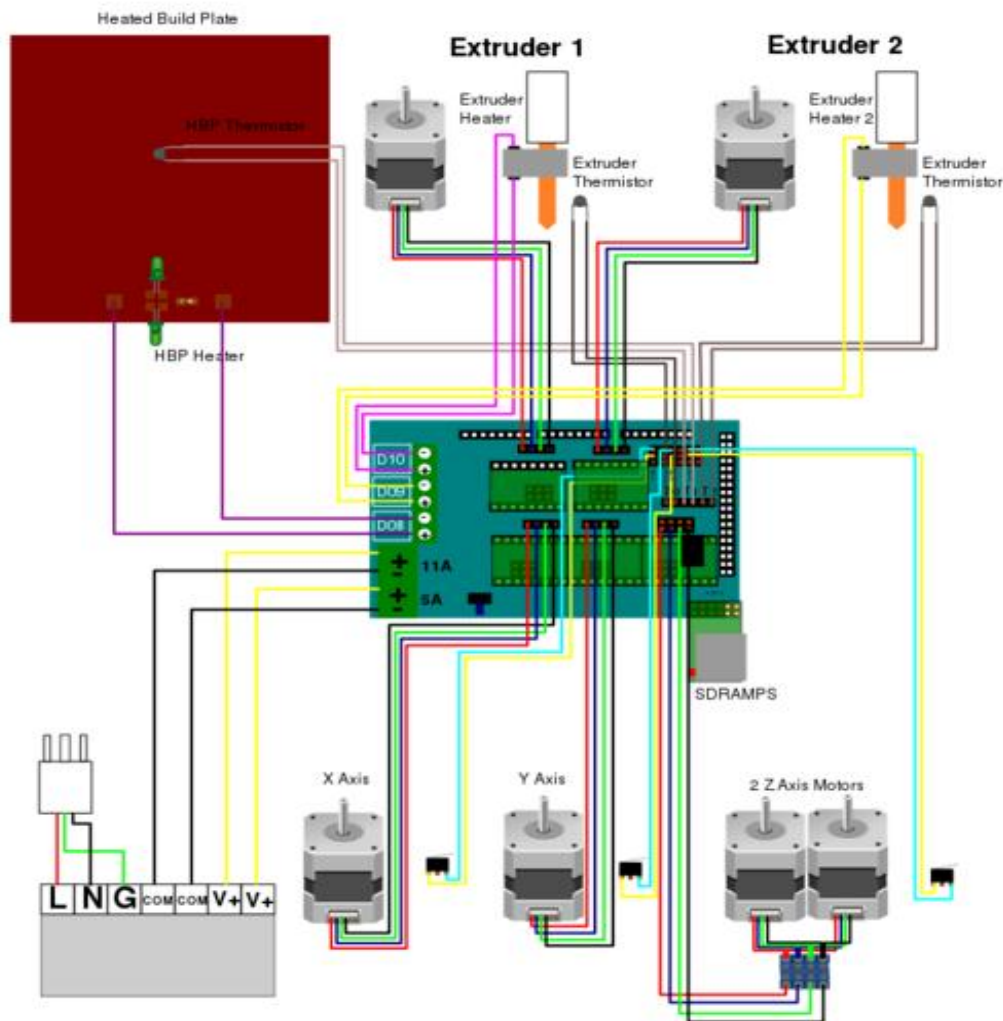 Heated Build Plate
Extruder 1
Extruder 2
Extruder
Heater
Extruder
Heater 2
HBP Thermistor
Extruder
Thermistor
Extruder
Thermistor
HBP Heater
D10
D09
D08
+
-
11A
+
-
5A
SDRAMPS
X Axis
Y Axis
2 Z Axis Motors
L N G COM COM V+ V+